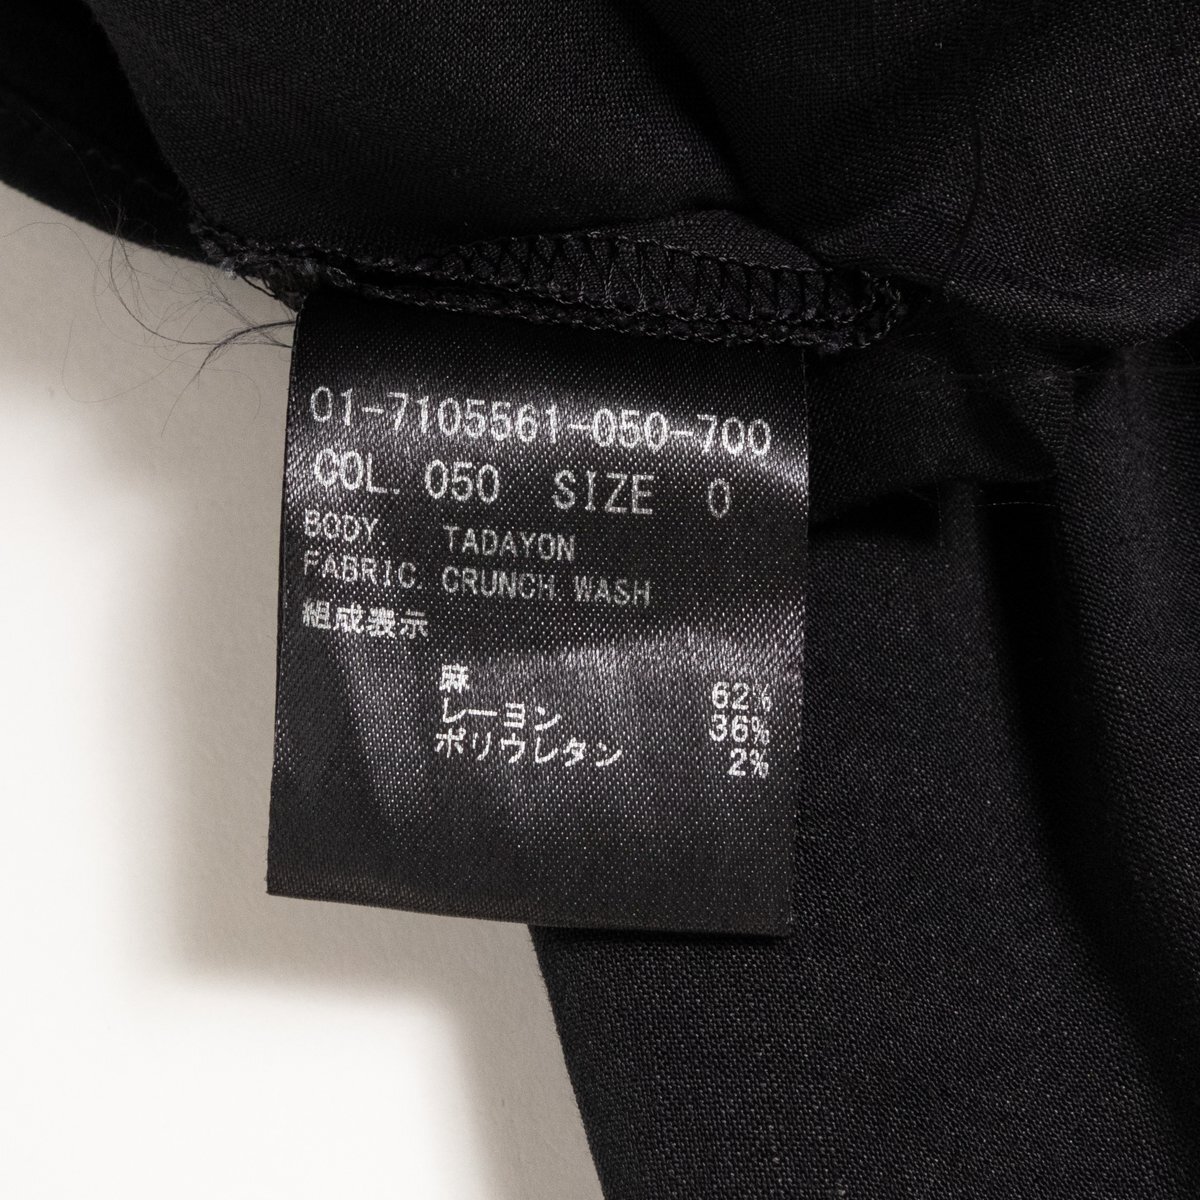 01-7105561-050-700
COL. 050 SIZE 0
BODY TADAYON
FABRIC. CRUNCH WASH
組成表示
麻 62%
レーヨン 36%
ポリウレタン 2%